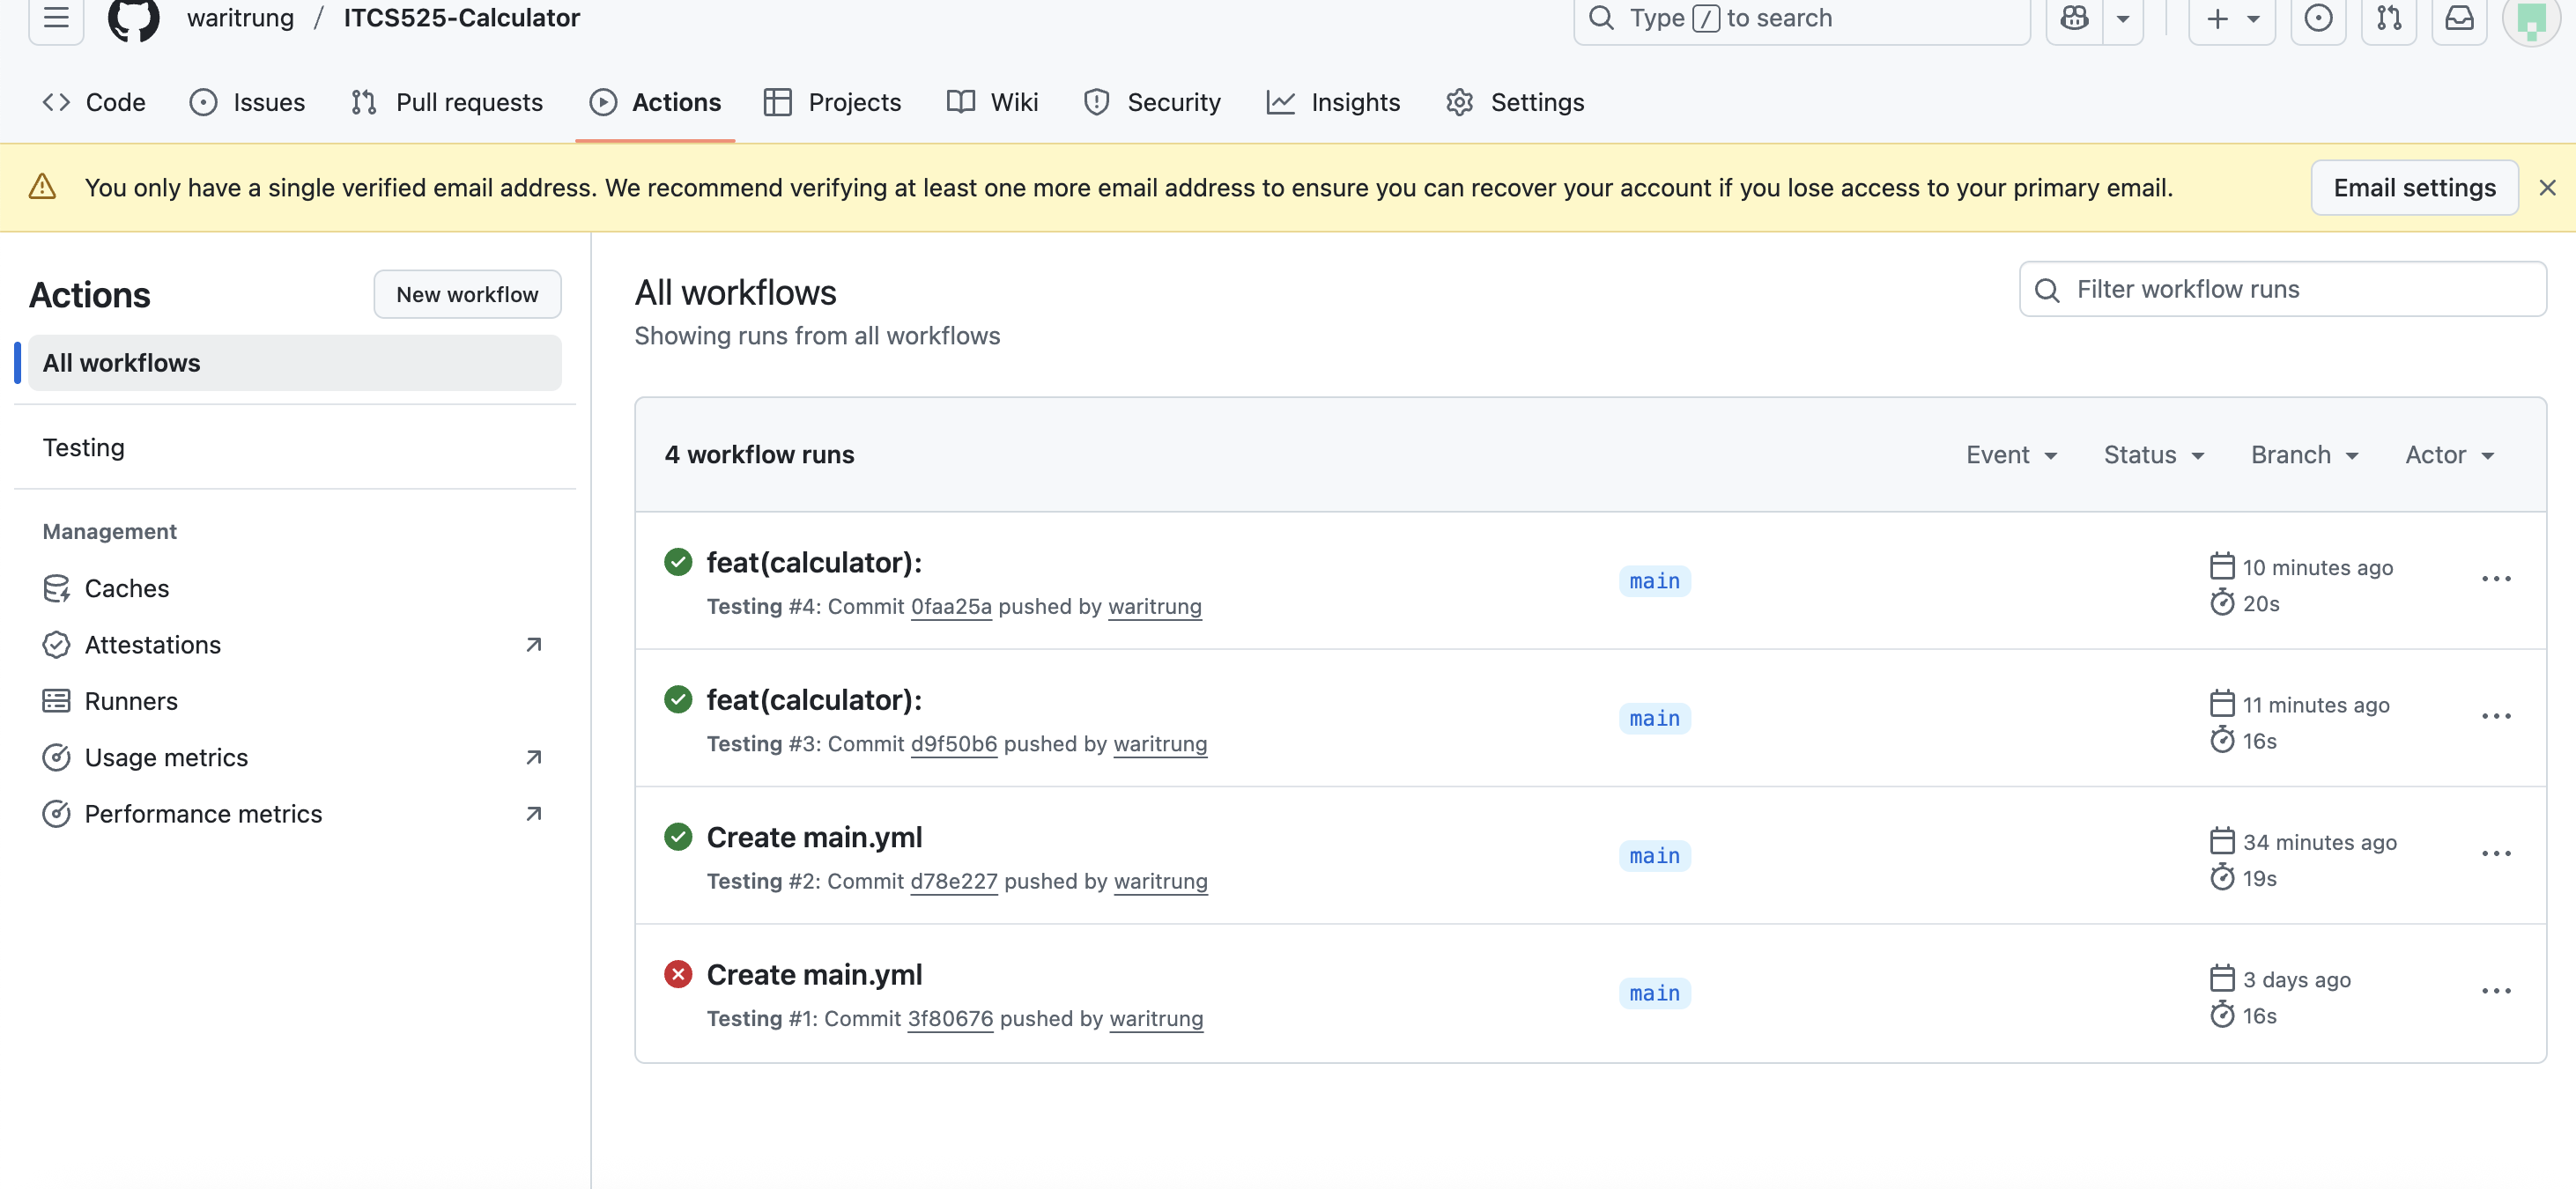 waritrung / ITCS525-Calculator
Type / to search
Code Issues Pull requests Actions Projects Wiki Security Insights Settings
You only have a single verified email address. We recommend verifying at least one more email address to ensure you can recover your account if you lose access to your primary email.
Email settings
Actions
New workflow
All workflows
Testing
Management
Caches
Attestations
Runners
Usage metrics
Performance metrics
All workflows
Showing runs from all workflows
Filter workflow runs
4 workflow runs
Event Status Branch Actor
feat(calculator):
Testing #4: Commit 0faa25a pushed by waritrung
main
10 minutes ago
20s
feat(calculator):
Testing #3: Commit d9f50b6 pushed by waritrung
main
11 minutes ago
16s
Create main.yml
Testing #2: Commit d78e227 pushed by waritrung
main
34 minutes ago
19s
Create main.yml
Testing #1: Commit 3f80676 pushed by waritrung
main
3 days ago
16s